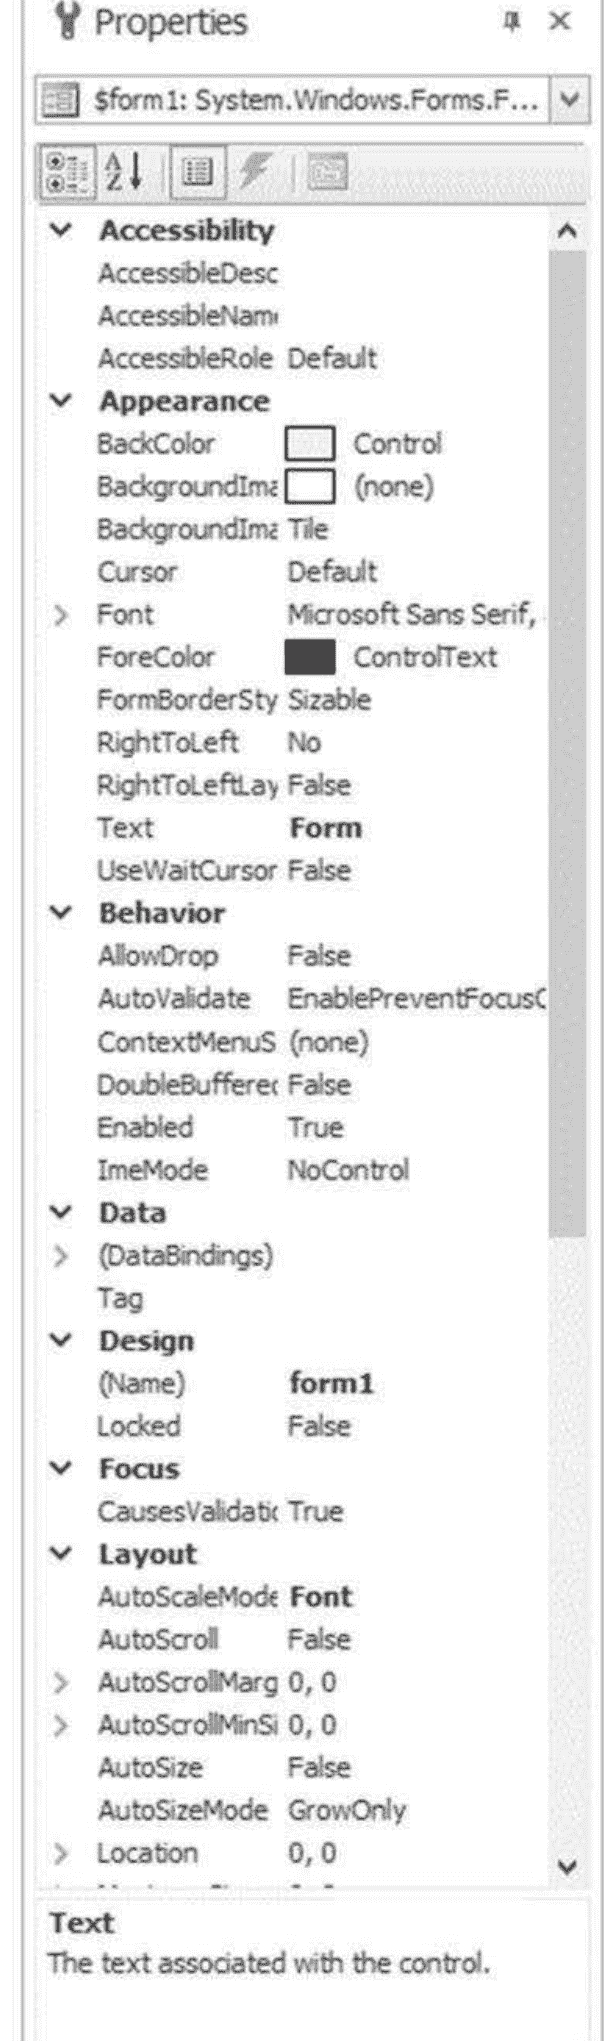 Properties
$form1: System.Windows.Forms.F...
Accessibility
AccessibleDesc
AccessibleNam
AccessibleRole Default
Appearance
BackColor Control
BackgroundIma (none)
BackgroundIma Tile
Cursor Default
Font Microsoft Sans Serif,
ForeColor ControlText
FormBorderSty Sizable
RightToLeft No
RightToLeftLay False
Text Form
UseWaitCursor False
Behavior
AllowDrop False
AutoValidate EnablePreventFocusC
ContextMenuS (none)
DoubleBuffered False
Enabled True
ImeMode NoControl
Data
(DataBindings)
Tag
Design
(Name) form1
Locked False
Focus
CausesValidatic True
Layout
AutoScaleMode Font
AutoScroll False
AutoScrollMarg 0, 0
AutoScrollMinSi 0, 0
AutoSize False
AutoSizeMode GrowOnly
Location 0, 0
Text
The text associated with the control.